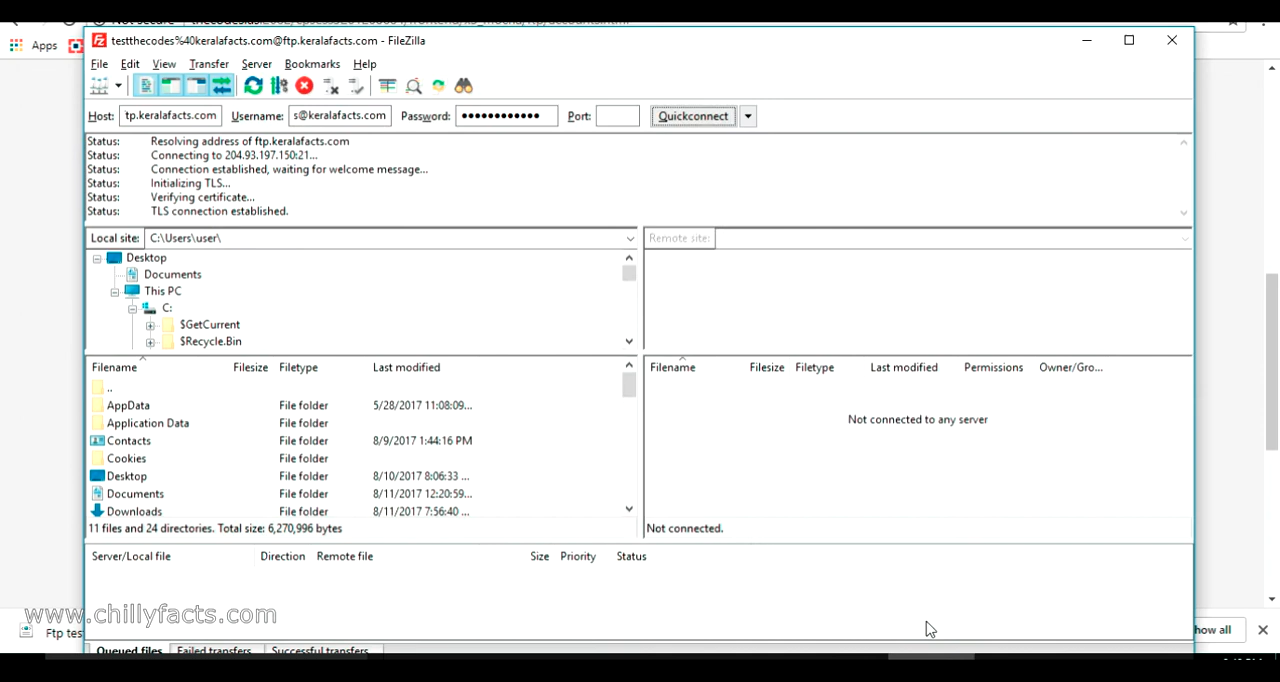 Apps
testthecodes%40keralafacts.com@ftp.keralafacts.com - FileZilla
File Edit View Transfer Server Bookmarks Help
Host: tp.keralafacts.com Username: s@keralafacts.com Password: •••••••••••• Port: Quickconnect
Status: Resolving address of ftp.keralafacts.com
Status: Connecting to 204.93.197.150:21...
Status: Connection established, waiting for welcome message...
Status: Initializing TLS...
Status: Verifying certificate...
Status: TLS connection established.
Local site: C:\Users\user\ Remote site:
Desktop
Documents
This PC
C:
$GetCurrent
$Recycle.Bin
Filename Filesize Filetype Last modified
..
AppData File folder 5/28/2017 11:08:09...
Application Data File folder
Contacts File folder 8/9/2017 1:44:16 PM
Cookies File folder
Desktop File folder 8/10/2017 8:06:33 ...
Documents File folder 8/11/2017 12:20:59...
Downloads File folder 8/11/2017 7:56:40 ...
11 files and 24 directories. Total size: 6,270,996 bytes
Filename Filesize Filetype Last modified Permissions Owner/Gro...
Not connected to any server
Not connected.
Server/Local file Direction Remote file Size Priority Status
www.chillyfacts.com
Ftp tes
how all
Queued files Failed transfers Successful transfers